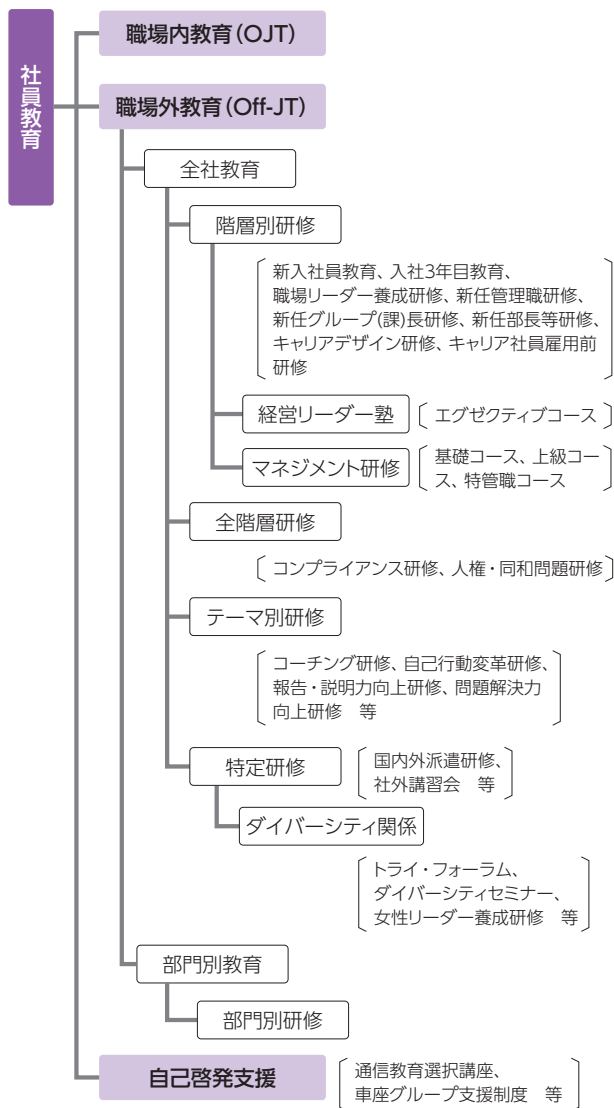 社員教育
職場内教育(OJT)
職場外教育(Off-JT)
全社教育
階層別研修
新入社員教育、入社3年目教育、
職場リーダー養成研修、新任管理職研修、
新任グループ(課)長研修、新任部長等研修、
キャリアデザイン研修、キャリア社員雇用前
研修
経営リーダー塾
エグゼクティブコース
マネジメント研修
基礎コース、上級コー
ス、特管職コース
全階層研修
コンプライアンス研修、人権・同和問題研修
テーマ別研修
コーチング研修、自己行動変革研修、
報告・説明力向上研修、問題解決力
向上研修　等
特定研修
国内外派遣研修、
社外講習会　等
ダイバーシティ関係
トライ・フォーラム、
ダイバーシティセミナー、
女性リーダー養成研修　等
部門別教育
部門別研修
自己啓発支援
通信教育選択講座、
車座グループ支援制度　等